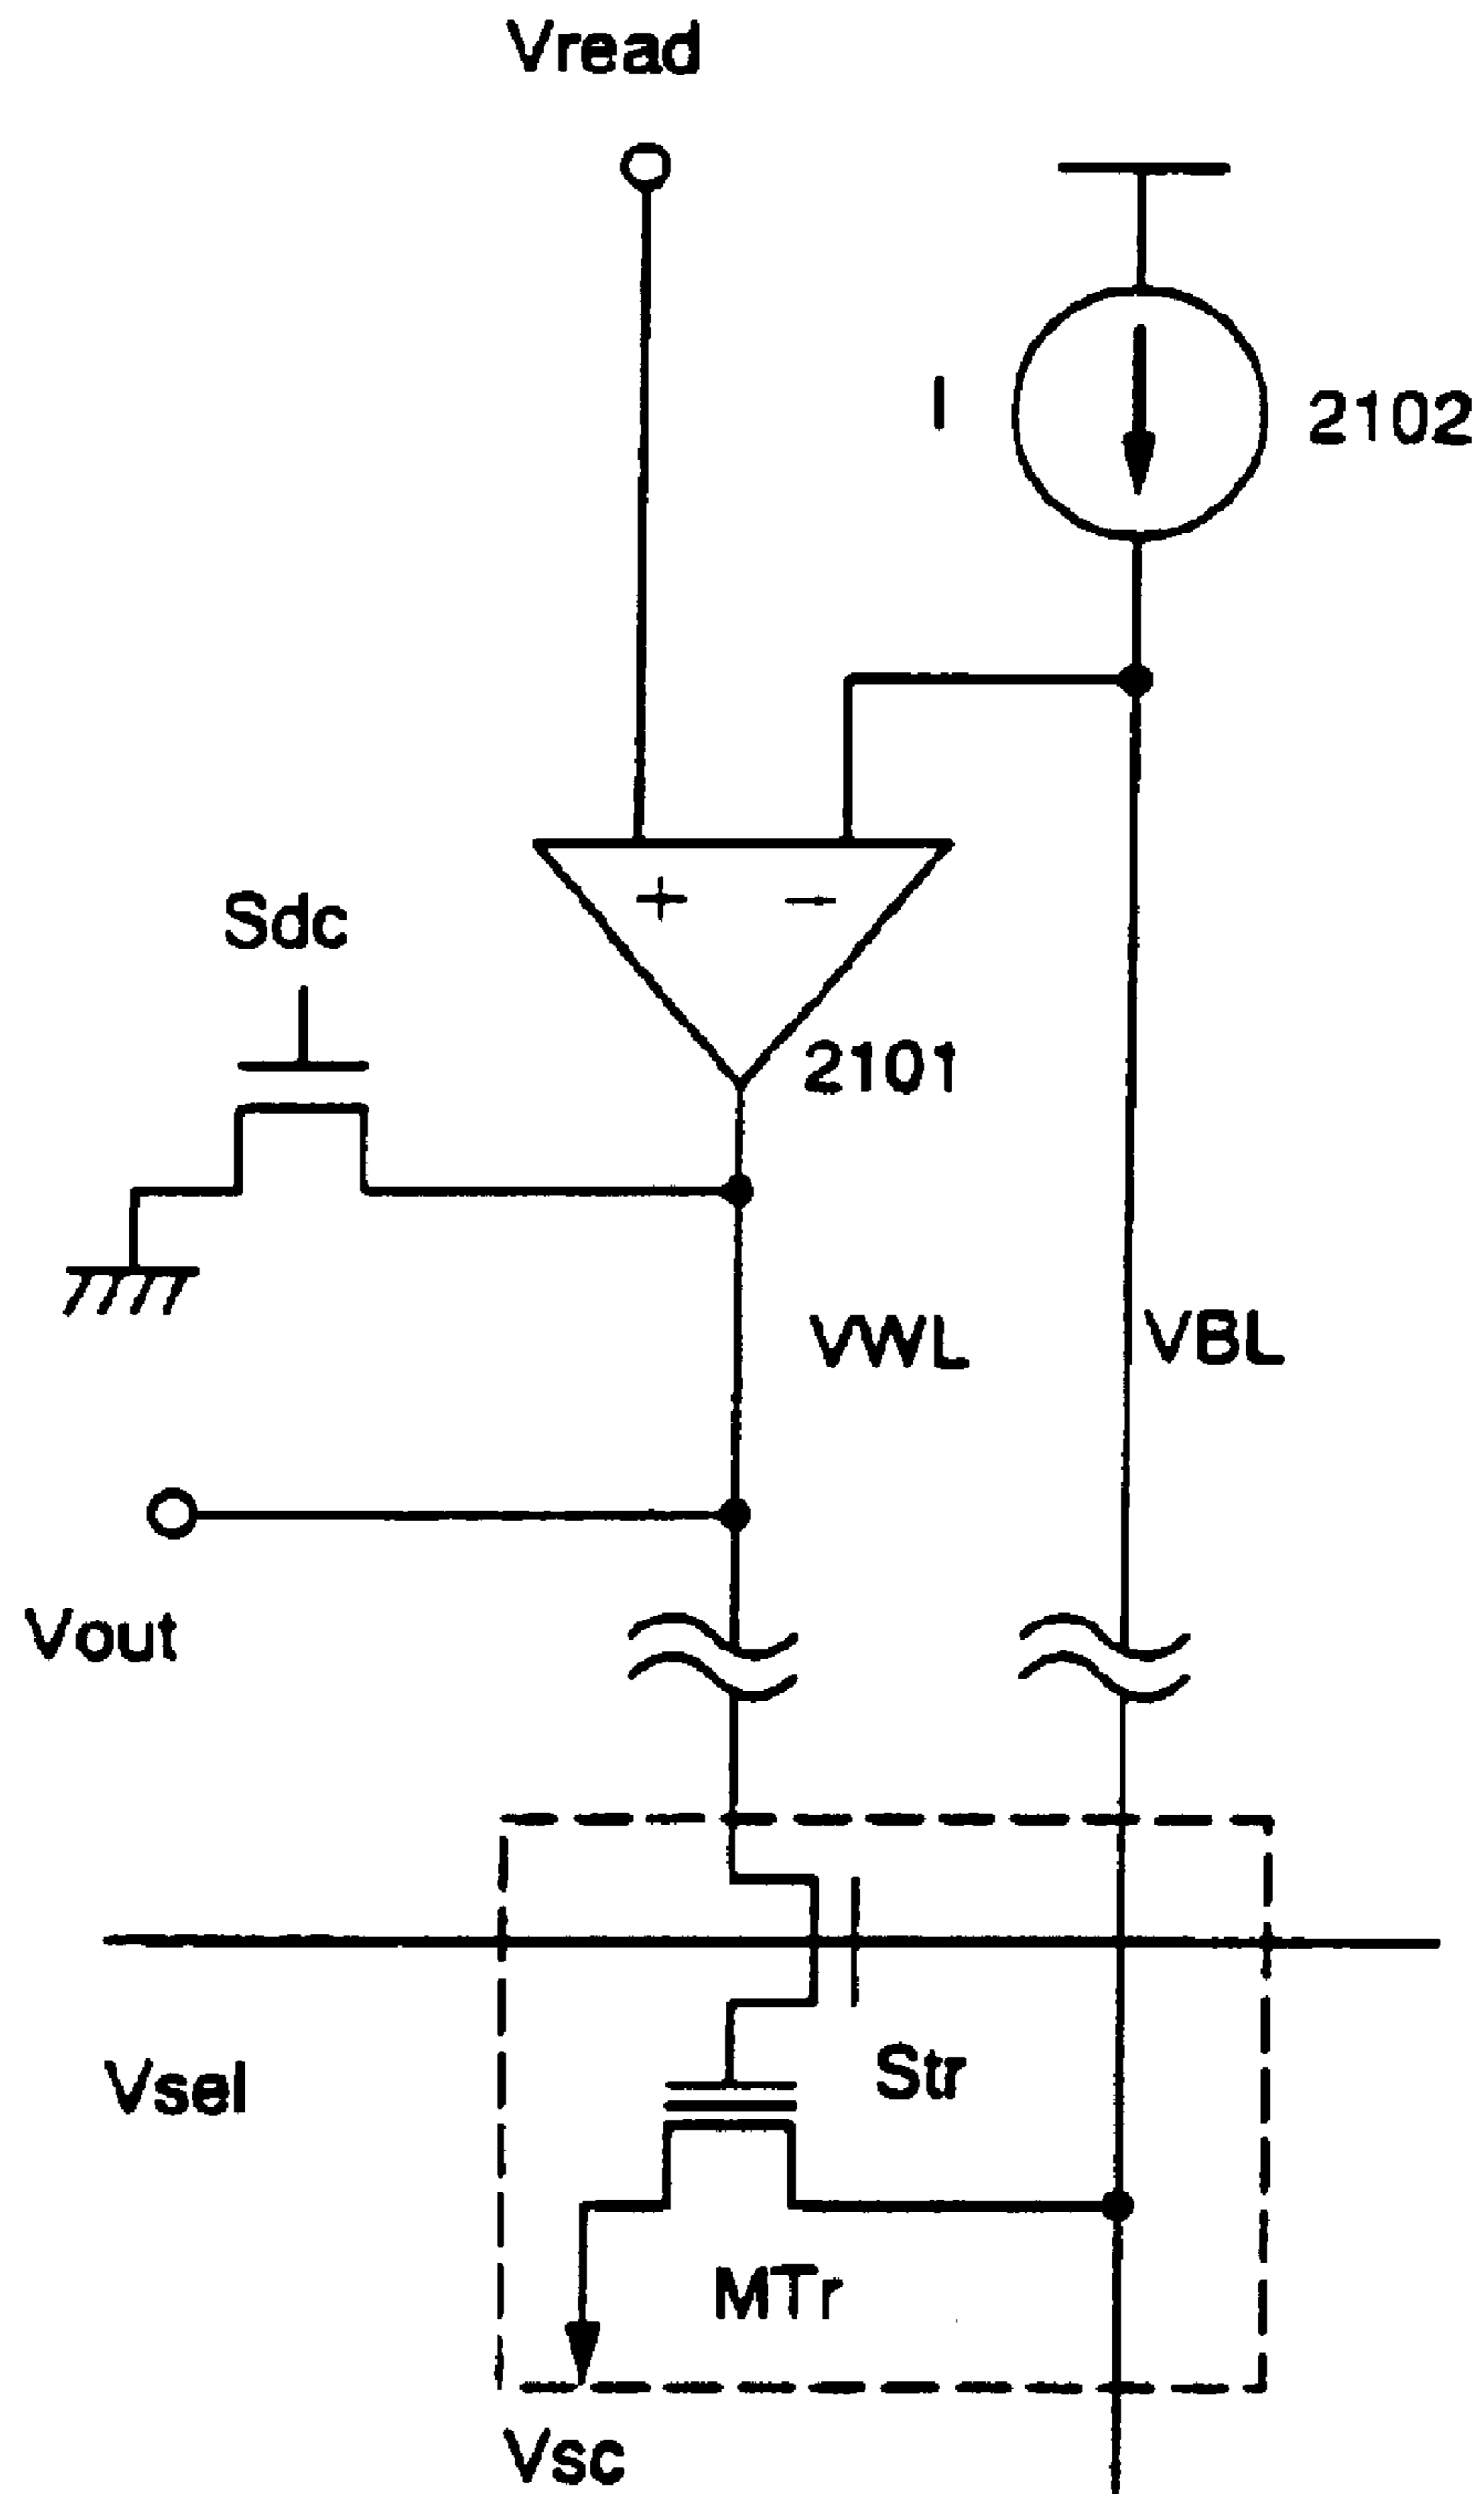 Vread
I
2102
+ −
Sdc
2101
VWL
VBL
Vout
Vsel
Str
MTr
Vsc